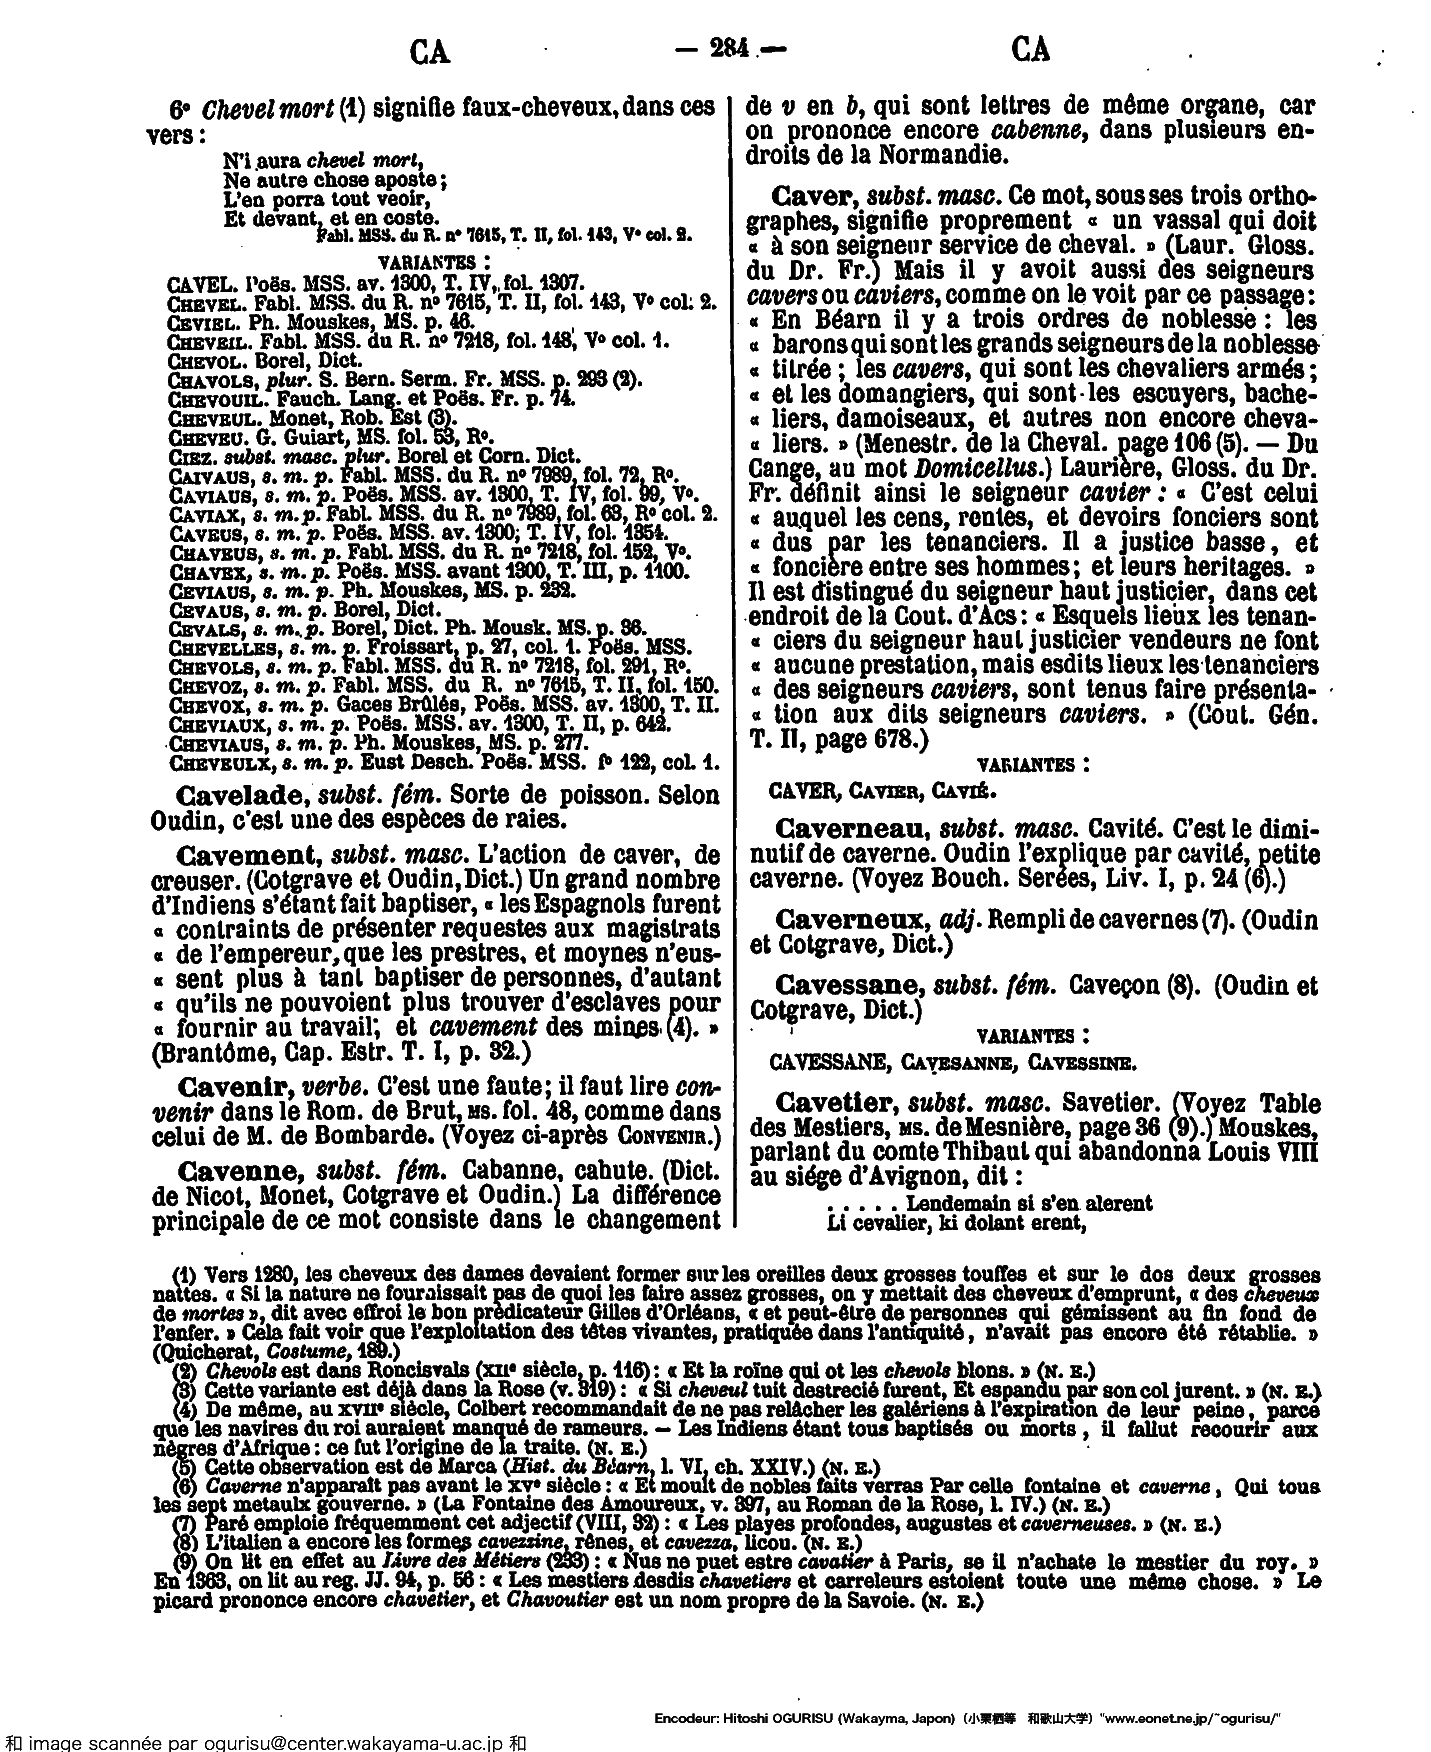 CA — 284 — CA
6° Chevel mort (1) signifie faux-cheveux, dans ces
vers :
N'i aura chevel mort,
Ne autre chose aposte ;
L'en porra tout veoir,
Et devant, et en coste.
Fabl. MSS. du R. n° 7615, T. II, fol. 143, V° col. 2.
VARIANTES :
CAVEL. Poës. MSS. av. 1300, T. IV, fol. 1307.
CHEVEL. Fabl. MSS. du R. n° 7615, T. II, fol. 143, V° col. 2.
CEVIEL. Ph. Mouskes, MS. p. 46.
CHEVEIL. Fabl. MSS. du R. n° 7218, fol. 148, V° col. 1.
CHEVOL. Borel, Dict.
CHAVOLS, plur. S. Bern. Serm. Fr. MSS. p. 293 (2).
CHEVOUIL. Fauch. Lang. et Poës. Fr. p. 74.
CHEVEUL. Monet, Rob. Est (3).
CHEVEU. G. Guiart, MS. fol. 53, R°.
CIEZ. subst. masc. plur. Borel et Corn. Dict.
CAIVAUS, s. m. p. Fabl. MSS. du R. n° 7989, fol. 72, R°.
CAVIAUS, s. m. p. Poës. MSS. av. 1300, T. IV, fol. 99, V°.
CAVIAX, s. m. p. Fabl. MSS. du R. n° 7989, fol. 63, R° col. 2.
CAVEUS, s. m. p. Poës. MSS. av. 1300; T. IV, fol. 1354.
CHAVEUS, s. m. p. Fabl. MSS. du R. n° 7218, fol. 152, V°.
CHAVEX, s. m. p. Poës. MSS. avant 1300, T. III, p. 1100.
CEVIAUS, s. m. p. Ph. Mouskes, MS. p. 232.
CEVAUS, s. m. p. Borel, Dict.
CEVALS, s. m. p. Borel, Dict. Ph. Mousk. MS. p. 36.
CHEVELLES, s. m. p. Froissart, p. 27, col. 1. Poës. MSS.
CHEVOLS, s. m. p. Fabl. MSS. du R. n° 7218, fol. 291, R°.
CHEVOZ, s. m. p. Fabl. MSS. du R. n° 7615, T. II, fol. 150.
CHEVOX, s. m. p. Gaces Brûlés, Poës. MSS. av. 1300, T. II.
CHEVIAUX, s. m. p. Poës. MSS. av. 1300, T. II, p. 642.
CHEVIAUS, s. m. p. Ph. Mouskes, MS. p. 277.
CHEVEULX, s. m. p. Eust Desch. Poës. MSS. f° 122, col. 1.
Cavelade, subst. fém. Sorte de poisson. Selon
Oudin, c'est une des espèces de raies.
Cavement, subst. masc. L'action de caver, de
creuser. (Cotgrave et Oudin, Dict.) Un grand nombre
d'Indiens s'étant fait baptiser, « les Espagnols furent
« contraints de présenter requestes aux magistrats
« de l'empereur, que les prestres, et moynes n'eus-
« sent plus à tant baptiser de personnes, d'autant
« qu'ils ne pouvoient plus trouver d'esclaves pour
« fournir au travail; et cavement des mines (4). »
(Brantôme, Cap. Estr. T. I, p. 32.)
Cavenir, verbe. C'est une faute; il faut lire con-
venir dans le Rom. de Brut, MS. fol. 48, comme dans
celui de M. de Bombarde. (Voyez ci-après CONVENIR.)
Cavenne, subst. fém. Cabanne, cahute. (Dict.
de Nicot, Monet, Cotgrave et Oudin.) La différence
principale de ce mot consiste dans le changement
de v en b, qui sont lettres de même organe, car
on prononce encore cabenne, dans plusieurs en-
droits de la Normandie.
Caver, subst. masc. Ce mot, sous ses trois ortho-
graphes, signifie proprement « un vassal qui doit
« à son seigneur service de cheval. » (Laur. Gloss.
du Dr. Fr.) Mais il y avoit aussi des seigneurs
cavers ou caviers, comme on le voit par ce passage :
« En Béarn il y a trois ordres de noblesse : les
« barons qui sont les grands seigneurs de la noblesse
« titrée ; les cavers, qui sont les chevaliers armés ;
« et les domangiers, qui sont les escuyers, bache-
« liers, damoiseaux, et autres non encore cheva-
« liers. » (Menestr. de la Cheval. page 106 (5). — Du
Cange, au mot Domicellus.) Laurière, Gloss. du Dr.
Fr. définit ainsi le seigneur cavier : « C'est celui
« auquel les cens, rentes, et devoirs fonciers sont
« dus par les tenanciers. Il a justice basse, et
« foncière entre ses hommes; et leurs heritages. »
Il est distingué du seigneur haut justicier, dans cet
endroit de la Cout. d'Acs : « Esquels lieux les tenan-
« ciers du seigneur haut justicier vendeurs ne font
« aucune prestation, mais esdits lieux les tenanciers
« des seigneurs caviers, sont tenus faire présenta-
« tion aux dits seigneurs caviers. » (Cout. Gén.
T. II, page 678.)
VARIANTES :
CAVER, CAVIER, CAVIÉ.
Caverneau, subst. masc. Cavité. C'est le dimi-
nutif de caverne. Oudin l'explique par cavité, petite
caverne. (Voyez Bouch. Serées, Liv. I, p. 24 (6).)
Caverneux, adj. Rempli de cavernes (7). (Oudin
et Cotgrave, Dict.)
Cavessane, subst. fém. Caveçon (8). (Oudin et
Cotgrave, Dict.)
VARIANTES :
CAVESSANE, CAVESANNE, CAVESSINE.
Cavetier, subst. masc. Savetier. (Voyez Table
des Mestiers, MS. de Mesnière, page 36 (9).) Mouskes,
parlant du comte Thibaut qui abandonna Louis VIII
au siége d'Avignon, dit :
. . . . . Lendemain si s'en alerent
Li cevalier, ki dolant erent,
(1) Vers 1280, les cheveux des dames devaient former sur les oreilles deux grosses touffes et sur le dos deux grosses
nattes. « Si la nature ne fournissait pas de quoi les faire assez grosses, on y mettait des cheveux d'emprunt, « des cheveux
de mortes », dit avec effroi le bon prédicateur Gilles d'Orléans, « et peut-être de personnes qui gémissent au fin fond de
l'enfer. » Cela fait voir que l'exploitation des têtes vivantes, pratiquée dans l'antiquité, n'avait pas encore été rétablie. »
(Quicherat, Costume, 189.)
(2) Chevols est dans Roncisvals (XIIe siècle, p. 116) : « Et la roïne qui ot les chevols blons. » (N. E.)
(3) Cette variante est déjà dans la Rose (v. 319) : « Si cheveul tuit destrecié furent, Et espandu par son col jurent. » (N. E.)
(4) De même, au XVIIe siècle, Colbert recommandait de ne pas relâcher les galériens à l'expiration de leur peine, parce
que les navires du roi auraient manqué de rameurs. — Les Indiens étant tous baptisés ou morts, il fallut recourir aux
nègres d'Afrique : ce fut l'origine de la traite. (N. E.)
(5) Cette observation est de Marca (Hist. du Béarn, l. VI, ch. XXIV.) (N. E.)
(6) Caverne n'apparaît pas avant le XVe siècle : « Et moult de nobles faits verras Par celle fontaine et caverne, Qui tous
les sept metaulx gouverne. » (La Fontaine des Amoureux, v. 397, au Roman de la Rose, l. IV.) (N. E.)
(7) Paré emploie fréquemment cet adjectif (VIII, 32) : « Les playes profondes, augustes et caverneuses. » (N. E.)
(8) L'italien a encore les formes cavezzine, rênes, et cavezza, licou. (N. E.)
(9) On lit en effet au Livre des Métiers (233) : « Nus ne puet estre cavatier à Paris, se il n'achate le mestier du roy. »
En 1363, on lit au reg. JJ. 94, p. 56 : « Les mestiers desdis chavetiers et carreleurs estoient toute une même chose. » Le
picard prononce encore chavetier, et Chavoutier est un nom propre de la Savoie. (N. E.)
Encodeur: Hitoshi OGURISU (Wakayma, Japon) (小栗栖等 和歌山大学) "www.eonet.ne.jp/~ogurisu/"
和 image scannée par ogurisu@center.wakayama-u.ac.jp 和